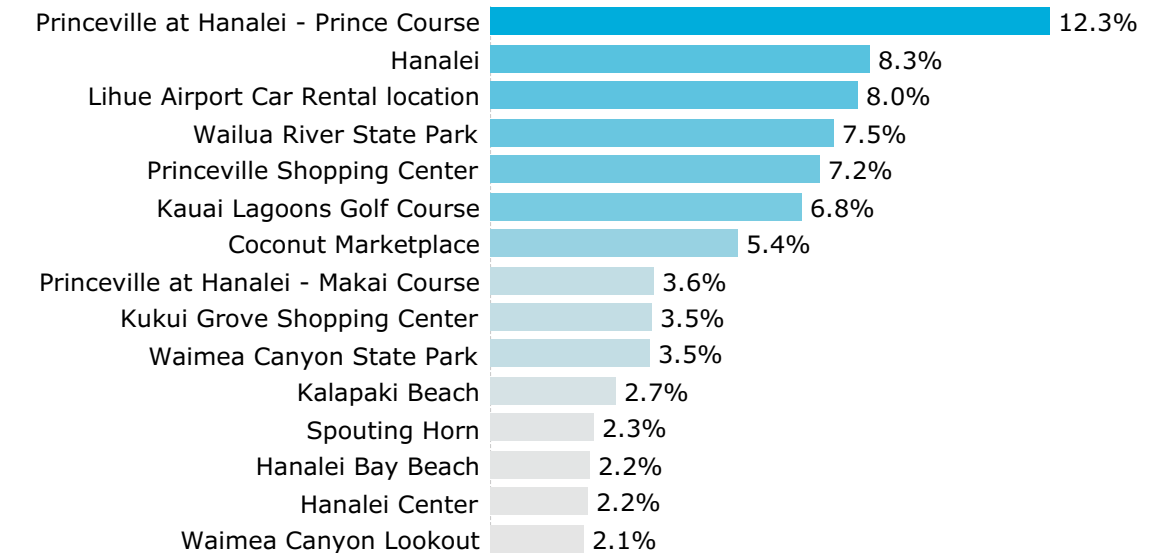 Princeville at Hanalei - Prince Course 12.3%
Hanalei 8.3%
Lihue Airport Car Rental location 8.0%
Wailua River State Park 7.5%
Princeville Shopping Center 7.2%
Kauai Lagoons Golf Course 6.8%
Coconut Marketplace 5.4%
Princeville at Hanalei - Makai Course 3.6%
Kukui Grove Shopping Center 3.5%
Waimea Canyon State Park 3.5%
Kalapaki Beach 2.7%
Spouting Horn 2.3%
Hanalei Bay Beach 2.2%
Hanalei Center 2.2%
Waimea Canyon Lookout 2.1%